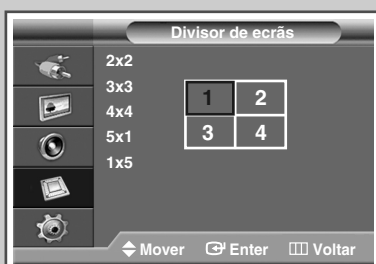 Divisor de ecrãs
2x2
3x3
4x4
5x1
1x5
1 2
3 4
Mover Enter Voltar